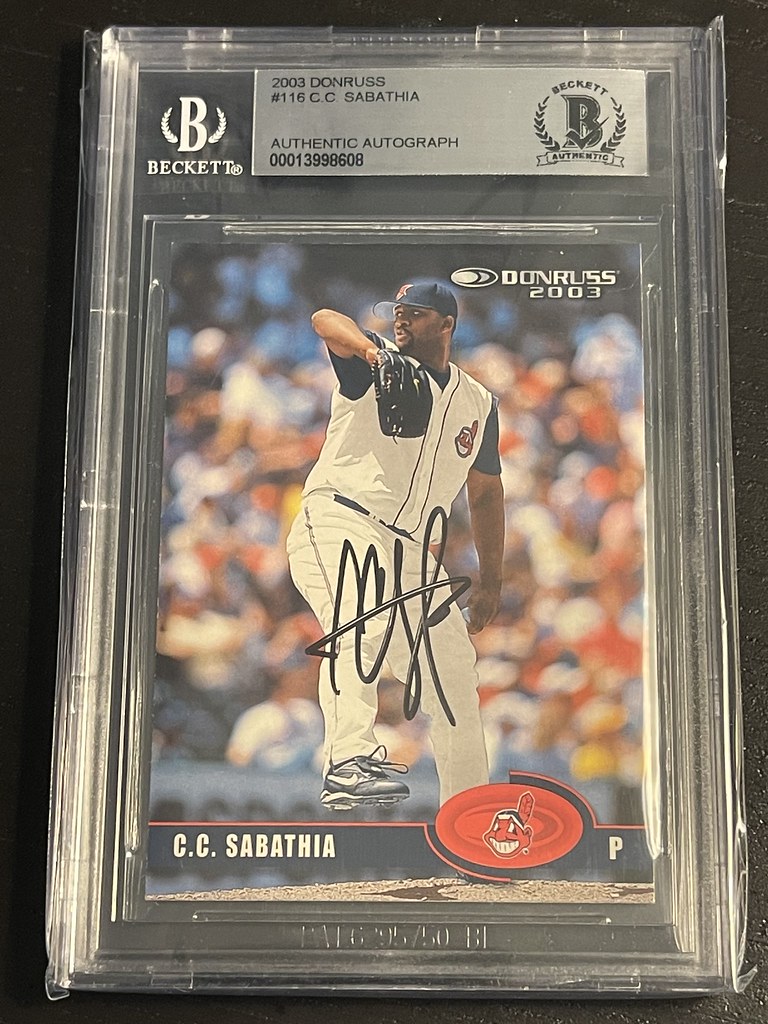 2003 DONRUSS
#116 C.C. SABATHIA
AUTHENTIC AUTOGRAPH
00013998608
B
BECKETT®
BECKETT
B
AUTHENTIC
DONRUSS
2003
C.C. SABATHIA
P